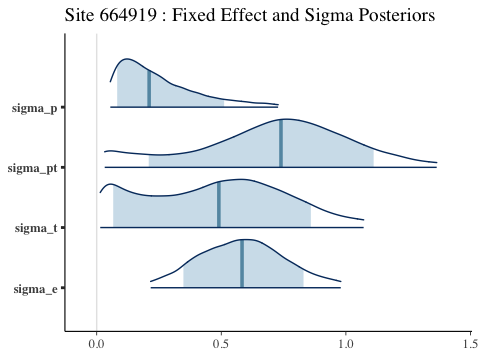 Site 664919 : Fixed Effect and Sigma Posteriors
sigma_p
sigma_pt
sigma_t
sigma_e
0.0 0.5 1.0 1.5